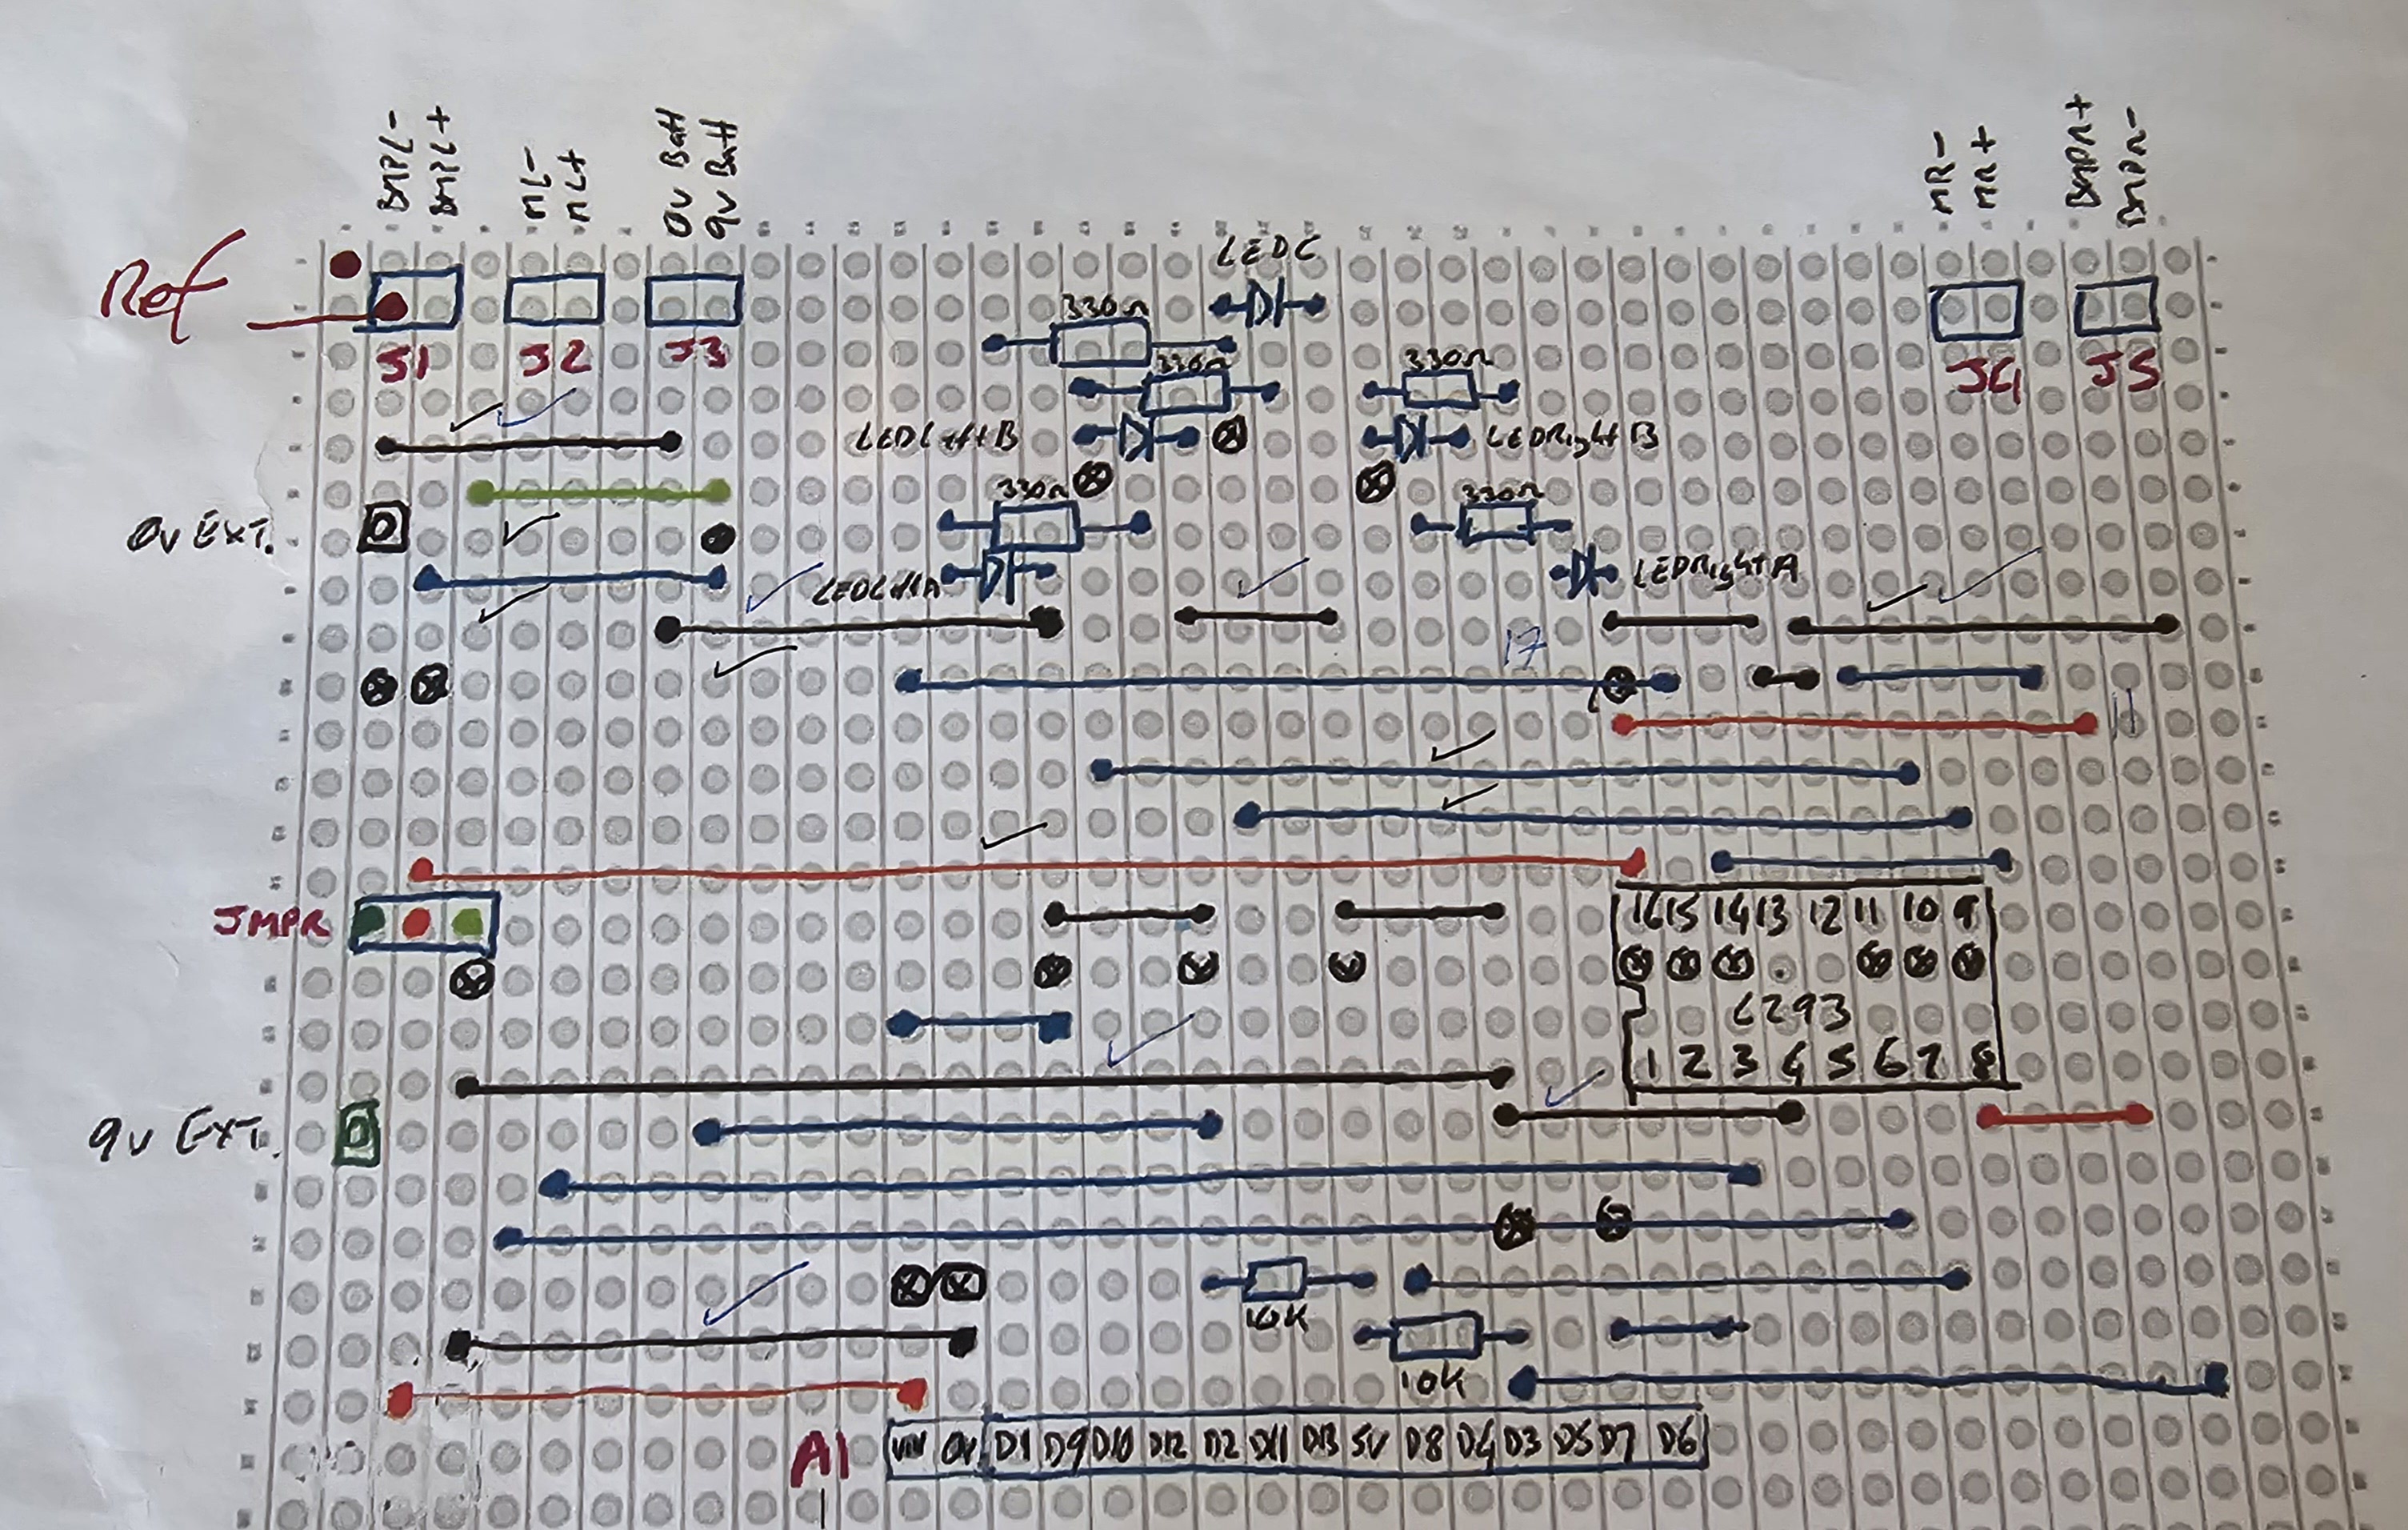 BMPL-
BMPL+
ML-
ML+
0v Batt
9v Batt
MR-
MR+
BMPR+
BMPR-
Ref
LEDC
330Ω
J1
J2
J3
330Ω
330Ω
J4
J5
LEDLeftB
LEDRightB
0v EXT.
330Ω
330Ω
LEDLeftA
LEDRightA
17
11
JMPR
16 15 14 13 12 11 10 9
L293
1 2 3 4 5 6 7 8
9v EXT.
10K
10K
A1
VIN 0V D1 D9 D10 D12 D2 D11 D13 5V D8 D4 D3 D5 D7 D6